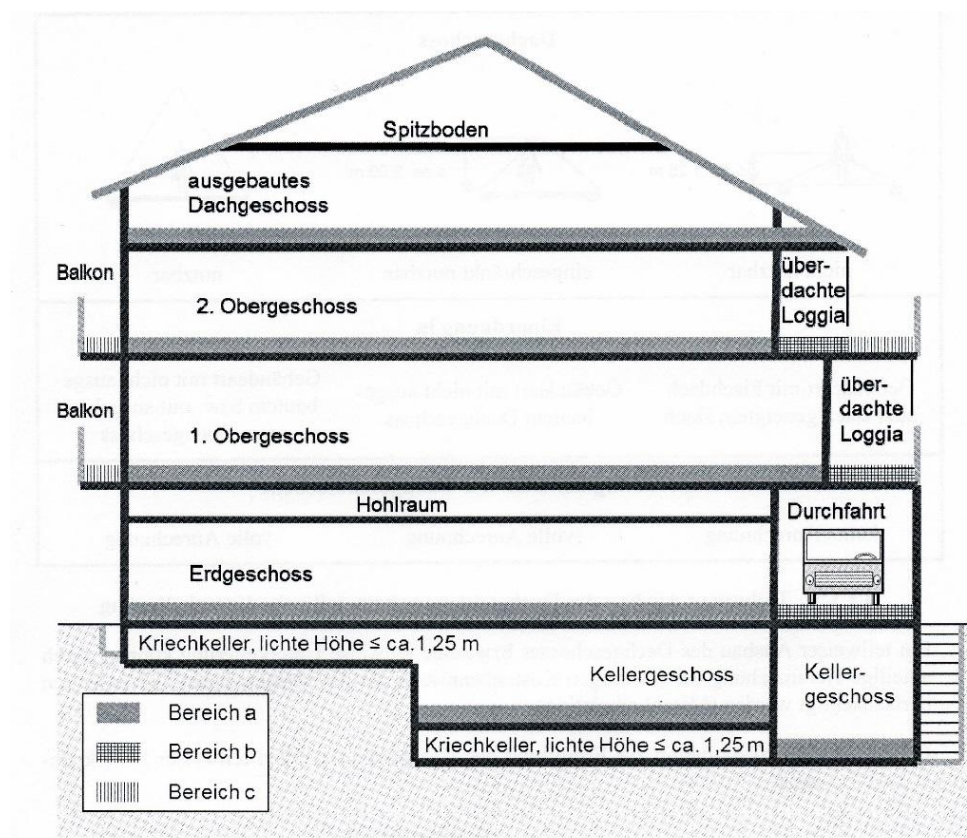 Spitzboden
ausgebautes
Dachgeschoss
Balkon
2. Obergeschoss
über-
dachte
Loggia
Balkon
1. Obergeschoss
über-
dachte
Loggia
Hohlraum
Durchfahrt
Erdgeschoss
Kriechkeller, lichte Höhe ≤ ca. 1,25 m
Kellergeschoss
Keller-
geschoss
Kriechkeller, lichte Höhe ≤ ca. 1,25 m
Bereich a
Bereich b
Bereich c